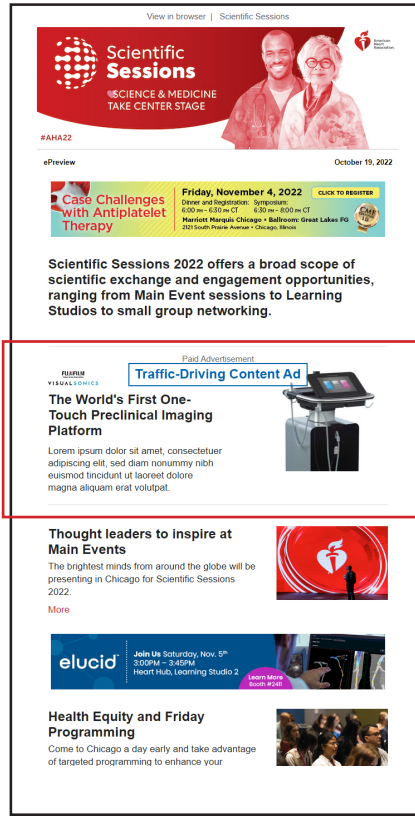 View in browser | Scientific Sessions
Scientific
Sessions
SCIENCE & MEDICINE
TAKE CENTER STAGE
American
Heart
Association.
#AHA22
ePreview
October 19, 2022
Case Challenges
with Antiplatelet
Therapy
Friday, November 4, 2022
CLICK TO REGISTER
Dinner and Registration: Symposium:
6:00 PM – 6:30 PM CT 6:30 PM – 8:00 PM CT
Marriott Marquis Chicago • Ballroom: Great Lakes FG
2121 South Prairie Avenue • Chicago, Illinois
Scientific Sessions 2022 offers a broad scope of
scientific exchange and engagement opportunities,
ranging from Main Event sessions to Learning
Studios to small group networking.
Paid Advertisement
Traffic-Driving Content Ad
FUJIFILM
VISUALSONICS
The World's First One-
Touch Preclinical Imaging
Platform
Lorem ipsum dolor sit amet, consectetuer
adipiscing elit, sed diam nonummy nibh
euismod tincidunt ut laoreet dolore
magna aliquam erat volutpat.
Thought leaders to inspire at
Main Events
The brightest minds from around the globe will be
presenting in Chicago for Scientific Sessions
2022.
More
elucid
Join Us Saturday, Nov. 5th
3:00PM – 3:45PM
Heart Hub, Learning Studio 2
Learn More
Booth #2411
Health Equity and Friday
Programming
Come to Chicago a day early and take advantage
of targeted programming to enhance your